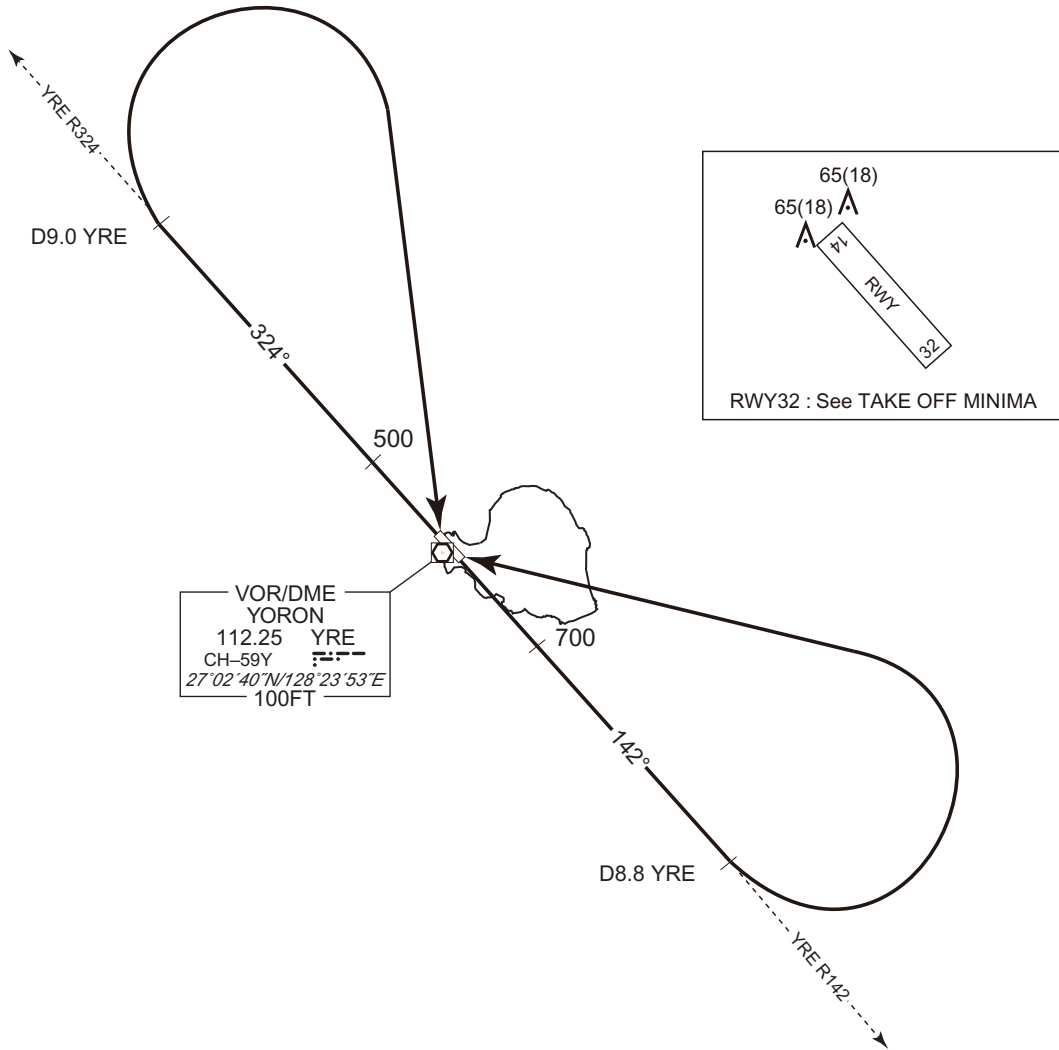 YRE R324
D9.0 YRE
324°
500
65(18)
65(18)
14
RWY
32
RWY32 : See TAKE OFF MINIMA
VOR/DME
YORON
112.25 YRE
CH–59Y
27°02´40˝N/128°23´53˝E
100FT
700
142°
D8.8 YRE
YRE R142